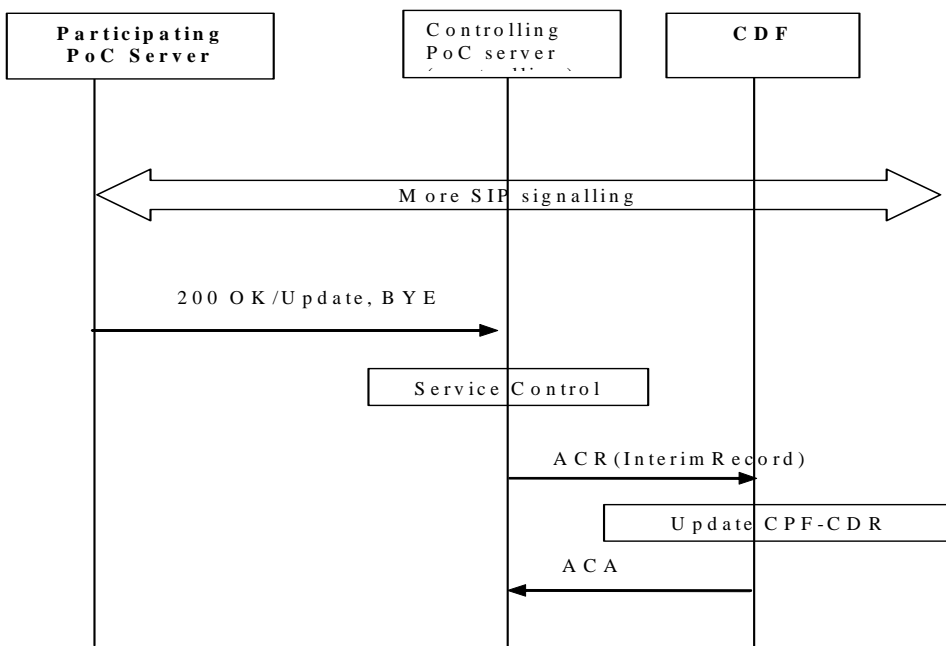 Participating
PoC Server
Controlling
PoC server
CDF
More SIP signalling
200 OK/Update, BYE
Service Control
ACR(Interim Record)
Update CPF-CDR
ACA